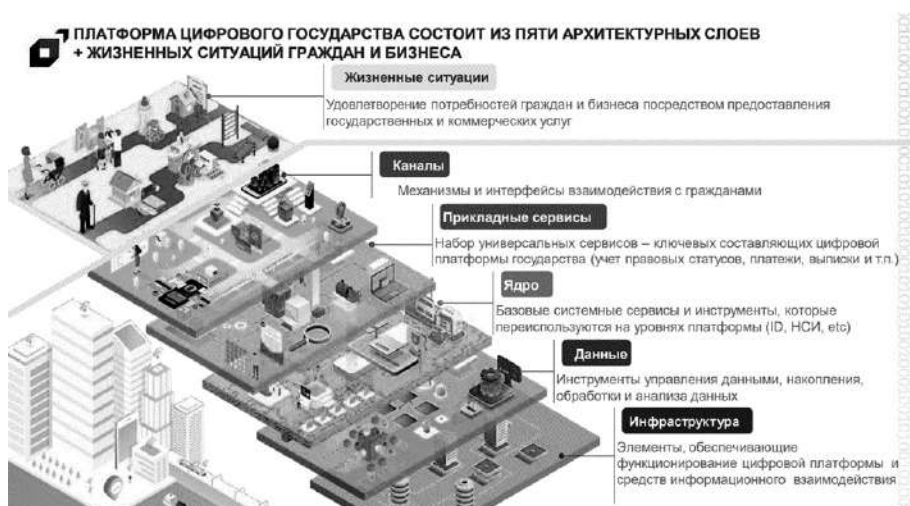 ПЛАТФОРМА ЦИФРОВОГО ГОСУДАРСТВА СОСТОИТ ИЗ ПЯТИ АРХИТЕКТУРНЫХ СЛОЕВ
+ ЖИЗНЕННЫХ СИТУАЦИЙ ГРАЖДАН И БИЗНЕСА
Жизненные ситуации
Удовлетворение потребностей граждан и бизнеса посредством предоставления
государственных и коммерческих услуг
Каналы
Механизмы и интерфейсы взаимодействия с гражданами
Прикладные сервисы
Набор универсальных сервисов – ключевых составляющих цифровой
платформы государства (учет правовых статусов, платежи, выписки и т.п.)
Ядро
Базовые системные сервисы и инструменты, которые
переиспользуются на уровнях платформы (ID, НСИ, etc)
Данные
Инструменты управления данными, накопления,
обработки и анализа данных
Инфраструктура
Элементы, обеспечивающие
функционирование цифровой платформы и
средств информационного взаимодействия